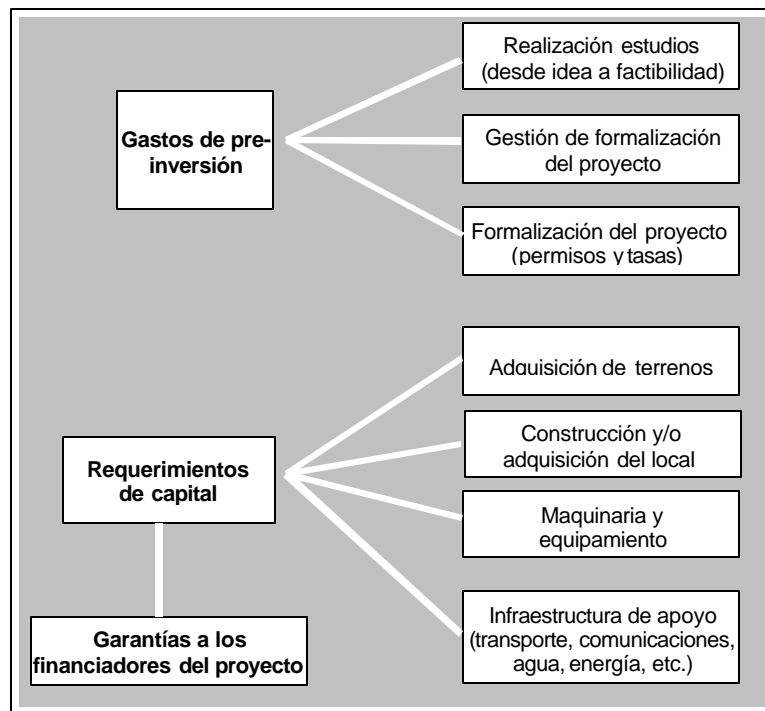 Realización estudios
(desde idea a factibilidad)
Gastos de pre-
inversión
Gestión de formalización
del proyecto
Formalización del proyecto
(permisos y tasas)
Adquisición de terrenos
Construcción y/o
adquisición del local
Requerimientos
de capital
Maquinaria y
equipamiento
Garantías a los
financiadores del proyecto
Infraestructura de apoyo
(transporte, comunicaciones,
agua, energía, etc.)